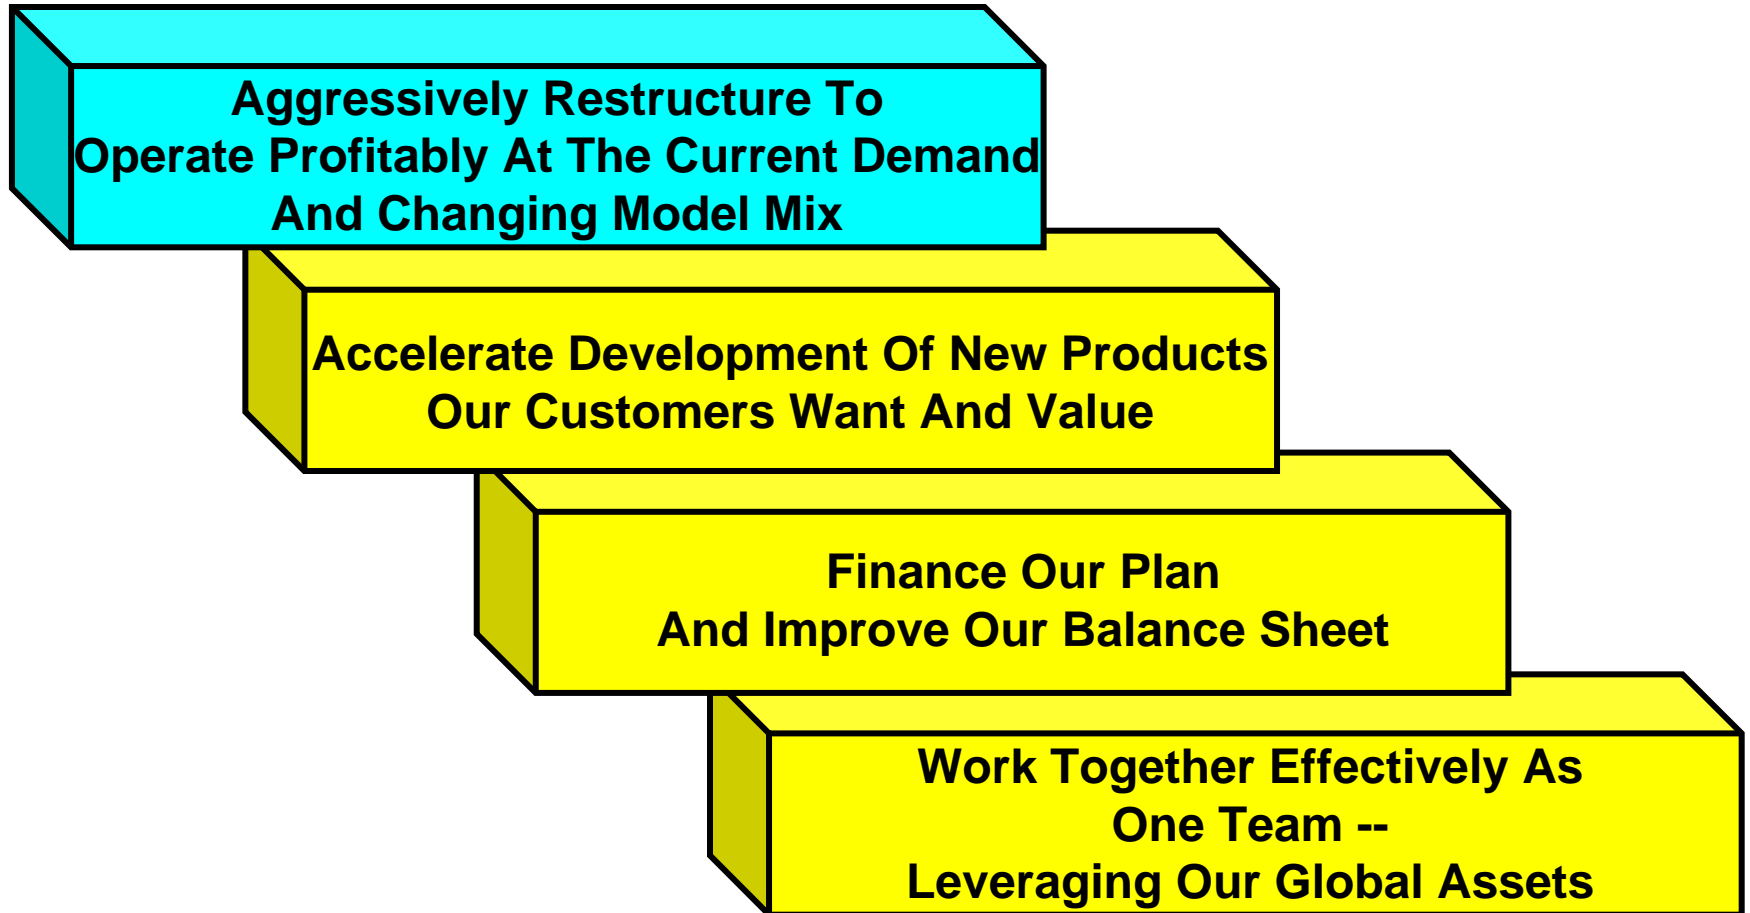 Aggressively Restructure To
Operate Profitably At The Current Demand
And Changing Model Mix
Accelerate Development Of New Products
Our Customers Want And Value
Finance Our Plan
And Improve Our Balance Sheet
Work Together Effectively As
One Team --
Leveraging Our Global Assets